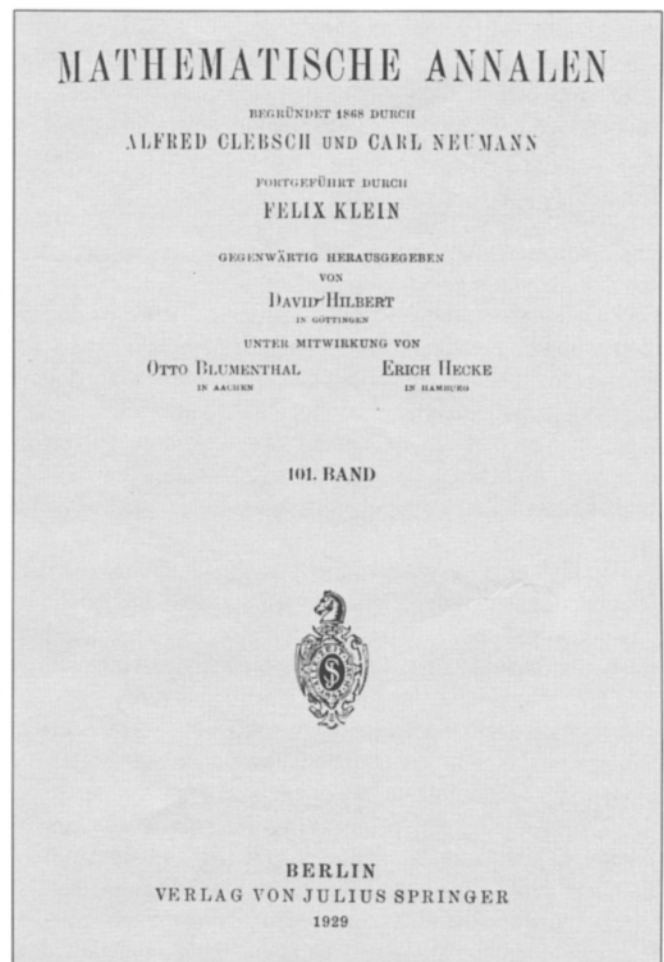 MATHEMATISCHE ANNALEN
BEGRÜNDET 1868 DURCH
ALFRED CLEBSCH UND CARL NEUMANN
FORTGEFÜHRT DURCH
FELIX KLEIN
GEGENWÄRTIG HERAUSGEGEBEN
VON
DAVID HILBERT
IN GÖTTINGEN
UNTER MITWIRKUNG VON
OTTO BLUMENTHAL ERICH HECKE
IN AACHEN IN HAMBURG
101. BAND
BERLIN
VERLAG VON JULIUS SPRINGER
1929